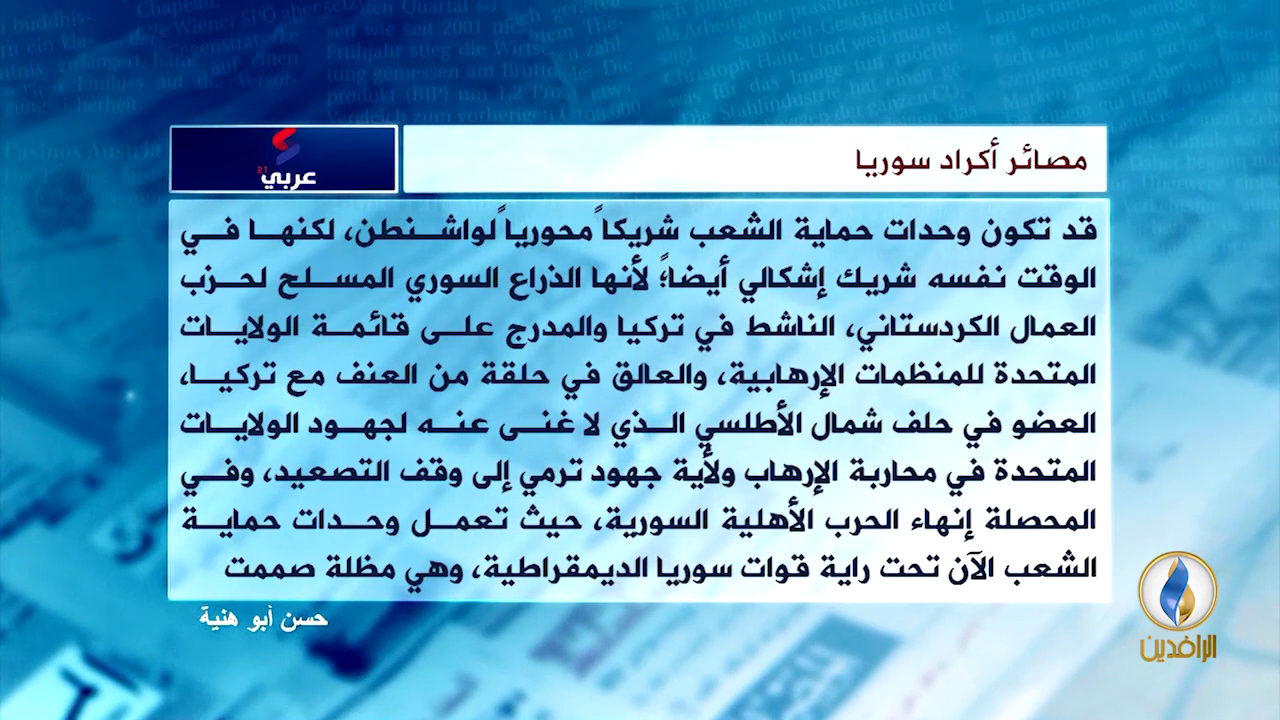 مصائر أكراد سوريا
عربي 21
قد تكون وحدات حماية الشعب شريكاً محورياً لواشنطن، لكنها في
الوقت نفسه شريك إشكالي أيضاً؛ لأنها الذراع السوري المسلح لحزب
العمال الكردستاني، الناشط في تركيا والمدرج على قائمة الولايات
المتحدة للمنظمات الإرهابية، والعالق في حلقة من العنف مع تركيا،
العضو في حلف شمال الأطلسي الذي لا غنى عنه لجهود الولايات
المتحدة في محاربة الإرهاب ولأية جهود ترمي إلى وقف التصعيد، وفي
المحصلة إنهاء الحرب الأهلية السورية، حيث تعمل وحدات حماية
الشعب الآن تحت راية قوات سوريا الديمقراطية، وهي مظلة صممت
حسن أبو هنية
الرافدين